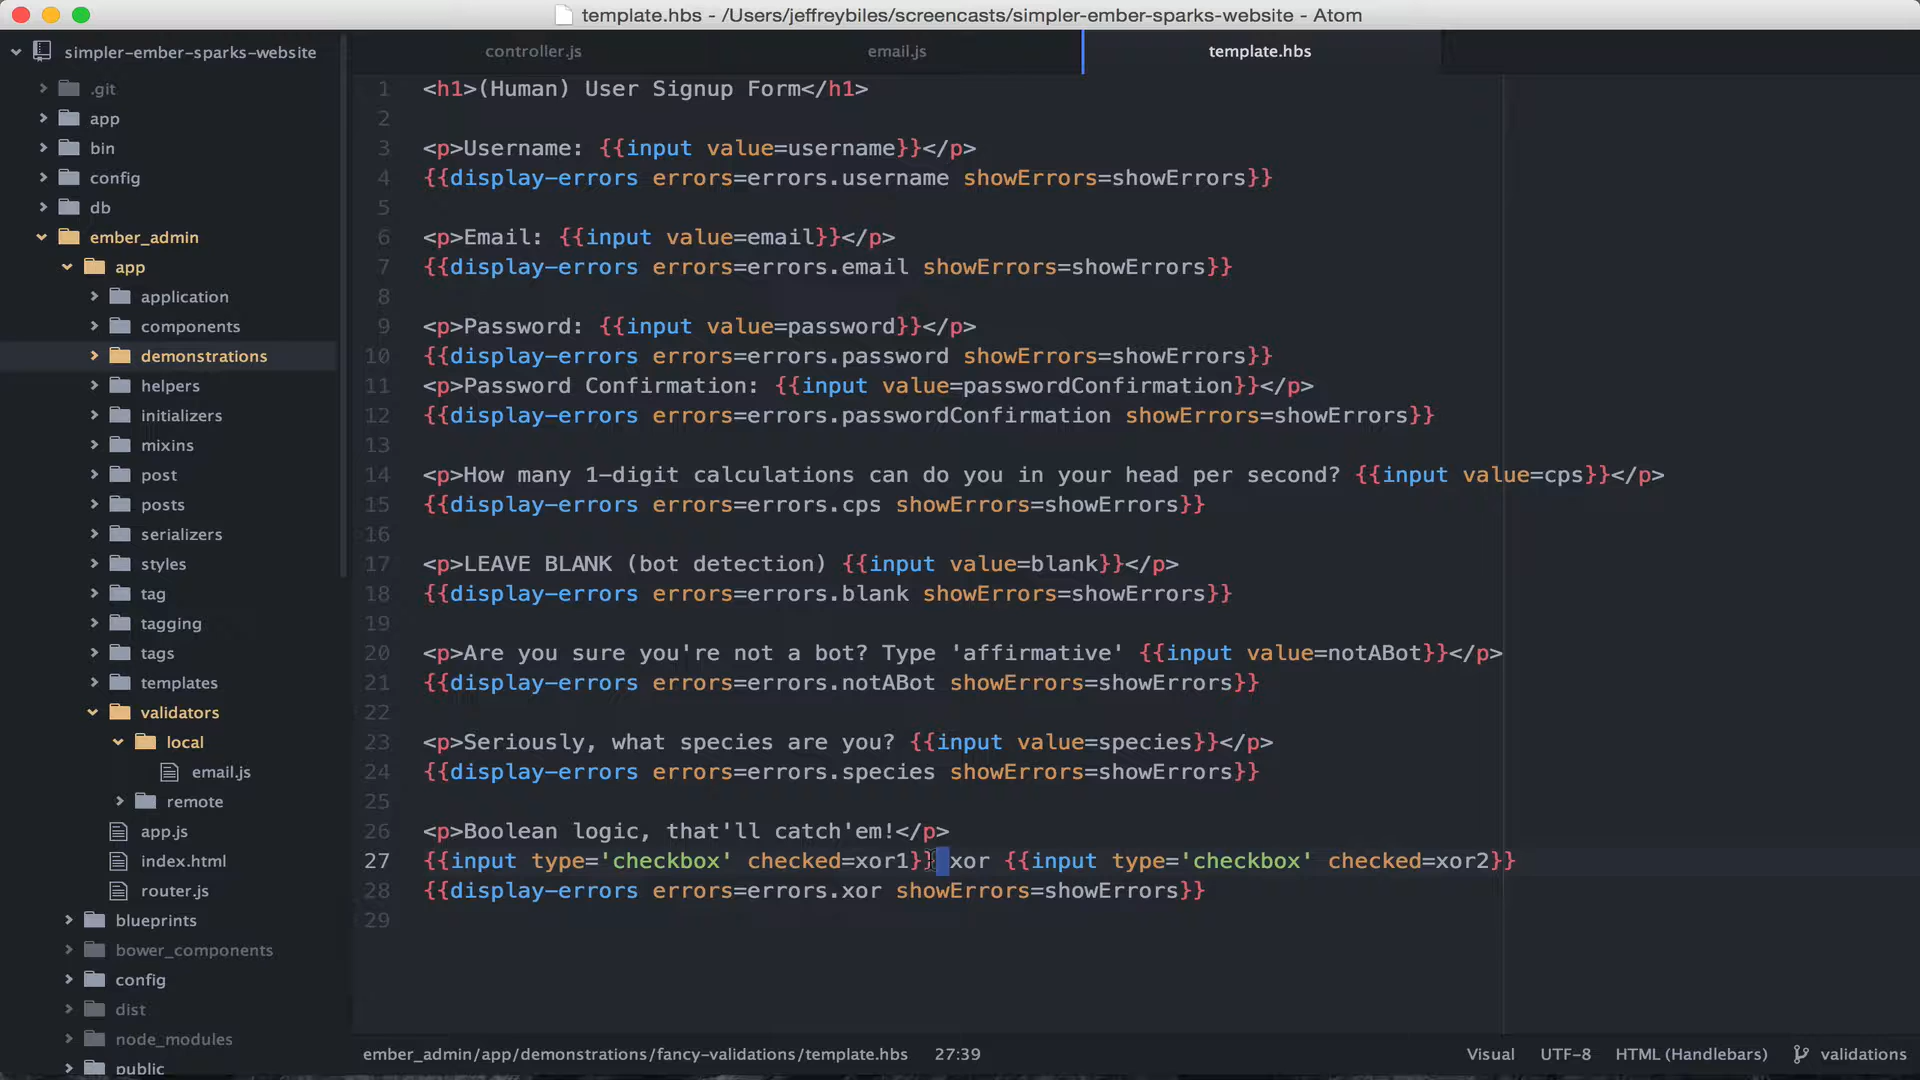 template.hbs - /Users/jeffreybiles/screencasts/simpler-ember-sparks-website - Atom
simpler-ember-sparks-website
.git
app
bin
config
db
ember_admin
app
application
components
demonstrations
helpers
initializers
mixins
post
posts
serializers
styles
tag
tagging
tags
templates
validators
local
email.js
remote
app.js
index.html
router.js
blueprints
bower_components
config
dist
node_modules
public
controller.js
email.js
template.hbs
1 <h1>(Human) User Signup Form</h1>
2
3 <p>Username: {{input value=username}}</p>
4 {{display-errors errors=errors.username showErrors=showErrors}}
5
6 <p>Email: {{input value=email}}</p>
7 {{display-errors errors=errors.email showErrors=showErrors}}
8
9 <p>Password: {{input value=password}}</p>
10 {{display-errors errors=errors.password showErrors=showErrors}}
11 <p>Password Confirmation: {{input value=passwordConfirmation}}</p>
12 {{display-errors errors=errors.passwordConfirmation showErrors=showErrors}}
13
14 <p>How many 1-digit calculations can do you in your head per second? {{input value=cps}}</p>
15 {{display-errors errors=errors.cps showErrors=showErrors}}
16
17 <p>LEAVE BLANK (bot detection) {{input value=blank}}</p>
18 {{display-errors errors=errors.blank showErrors=showErrors}}
19
20 <p>Are you sure you're not a bot? Type 'affirmative' {{input value=notABot}}</p>
21 {{display-errors errors=errors.notABot showErrors=showErrors}}
22
23 <p>Seriously, what species are you? {{input value=species}}</p>
24 {{display-errors errors=errors.species showErrors=showErrors}}
25
26 <p>Boolean logic, that'll catch'em!</p>
27 {{input type='checkbox' checked=xor1}} xor {{input type='checkbox' checked=xor2}}
28 {{display-errors errors=errors.xor showErrors=showErrors}}
29
ember_admin/app/demonstrations/fancy-validations/template.hbs 27:39 Visual UTF-8 HTML (Handlebars) validations